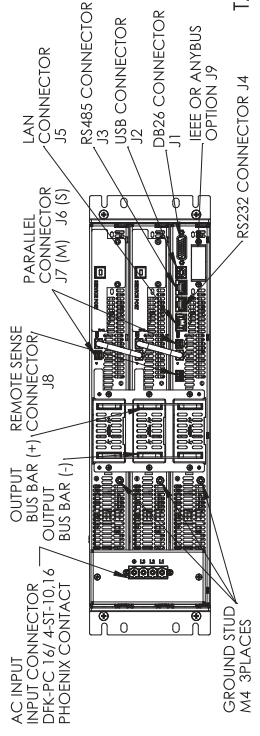 AC INPUT
INPUT CONNECTOR
DFK-PC 16/ 4-ST-10,16
PHOENIX CONTACT
OUTPUT
BUS BAR (+)
OUTPUT
BUS BAR (-)
REMOTE SENSE
CONNECTOR
J8
PARALLEL
CONNECTOR
J7 (M) J6 (S)
LAN
CONNECTOR
J5
RS485 CONNECTOR
J3
USB CONNECTOR
J2
DB26 CONNECTOR
J1
IEEE OR ANYBUS
OPTION J9
RS232 CONNECTOR J4
GROUND STUD
M4 3PLACES